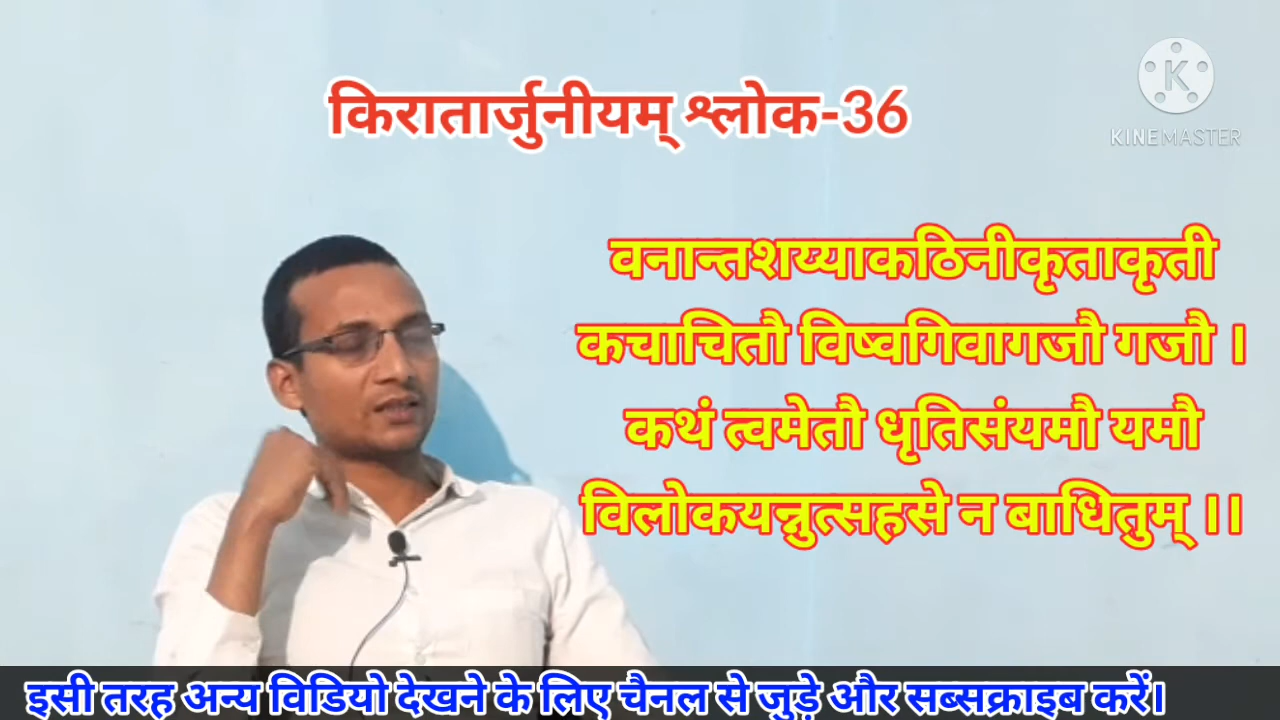 किरातार्जुनीयम् श्लोक-36
KINEMASTER
वनान्तशय्याकठिनीकृताकृती
कचाचितौ विष्वगिवागजौ गजौ ।
कथं त्वमेतौ धृतिसंयमौ यमौ
विलोकयन्नुत्सहसे न बाधितुम् ।।
इसी तरह अन्य विडियो देखने के लिए चैनल से जुड़े और सब्सक्राइब करें।